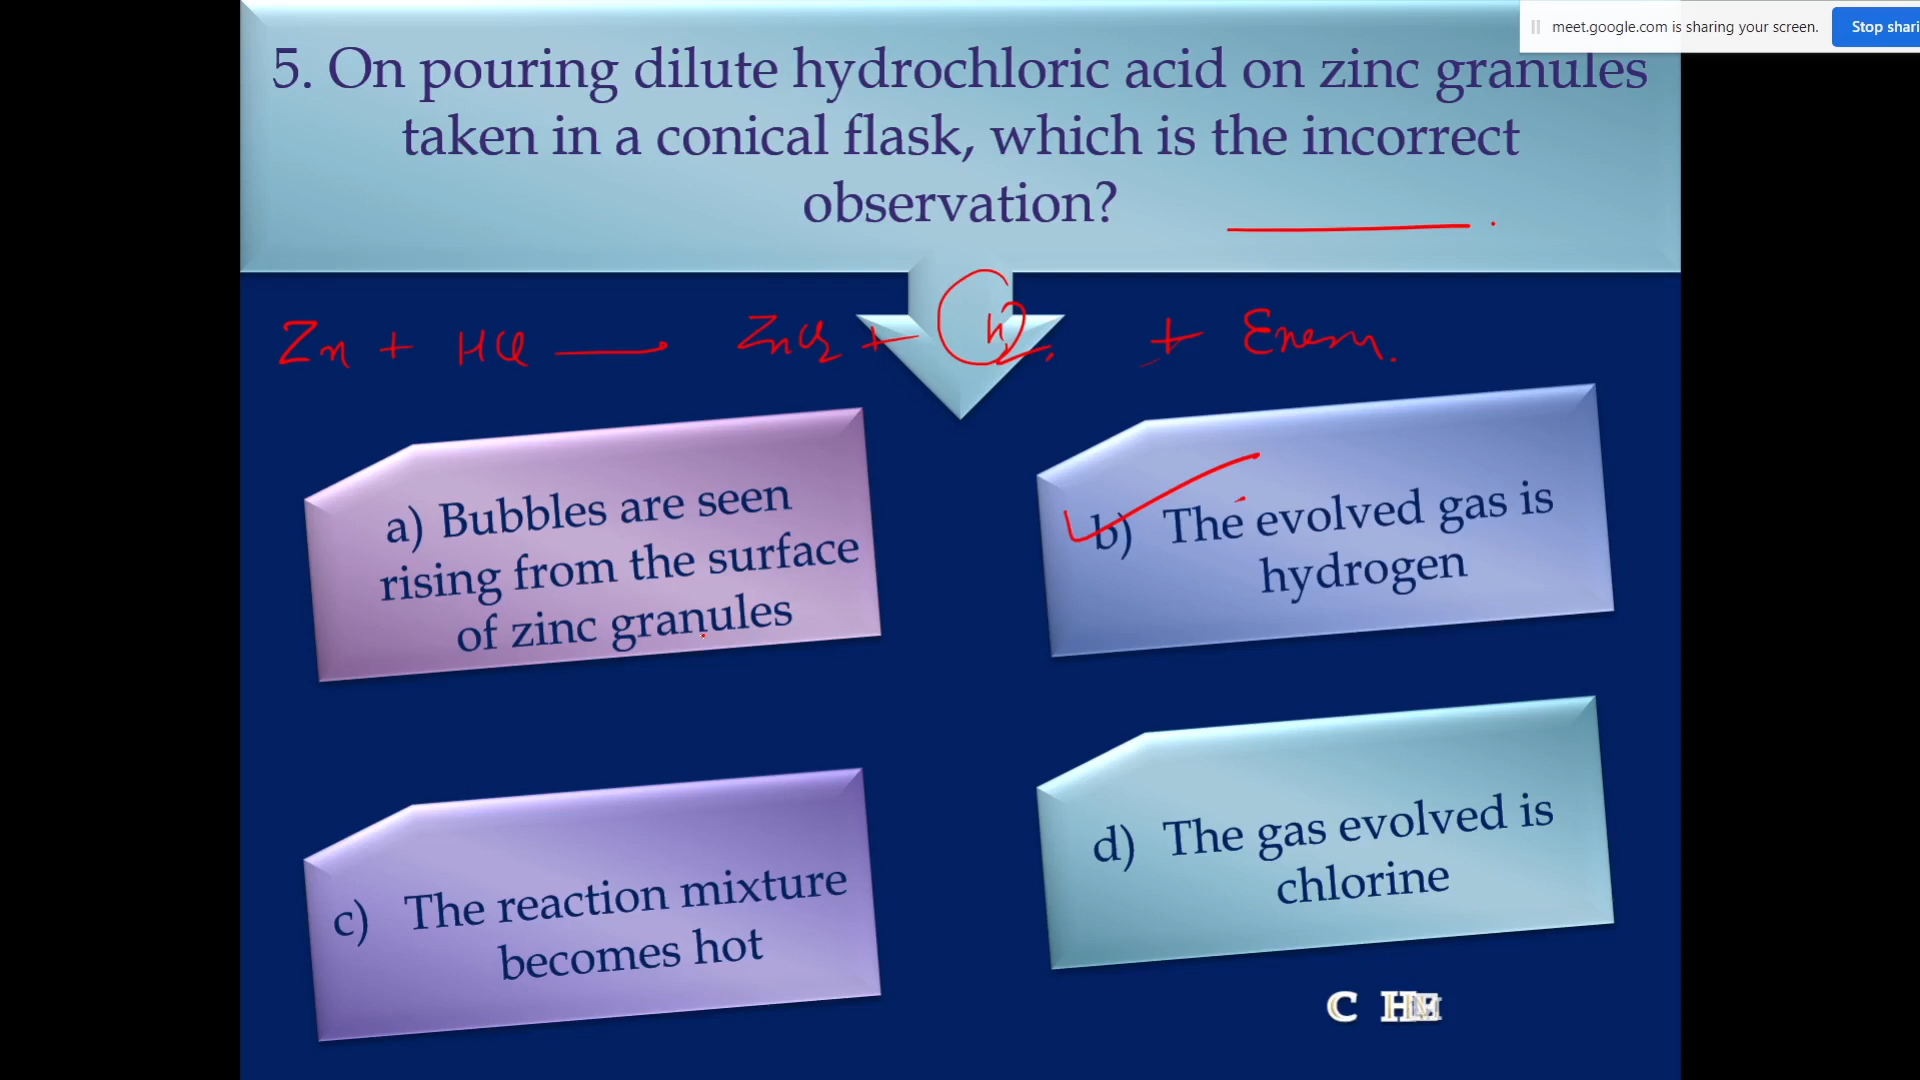 meet.google.com is sharing your screen.
Stop shari
5. On pouring dilute hydrochloric acid on zinc granules
taken in a conical flask, which is the incorrect
observation?
Zn + HCl → ZnCl2 + H2 +
a) Bubbles are seen
rising from the surface
of zinc granules
b) The evolved gas is
hydrogen
c) The reaction mixture
becomes hot
d) The gas evolved is
chlorine